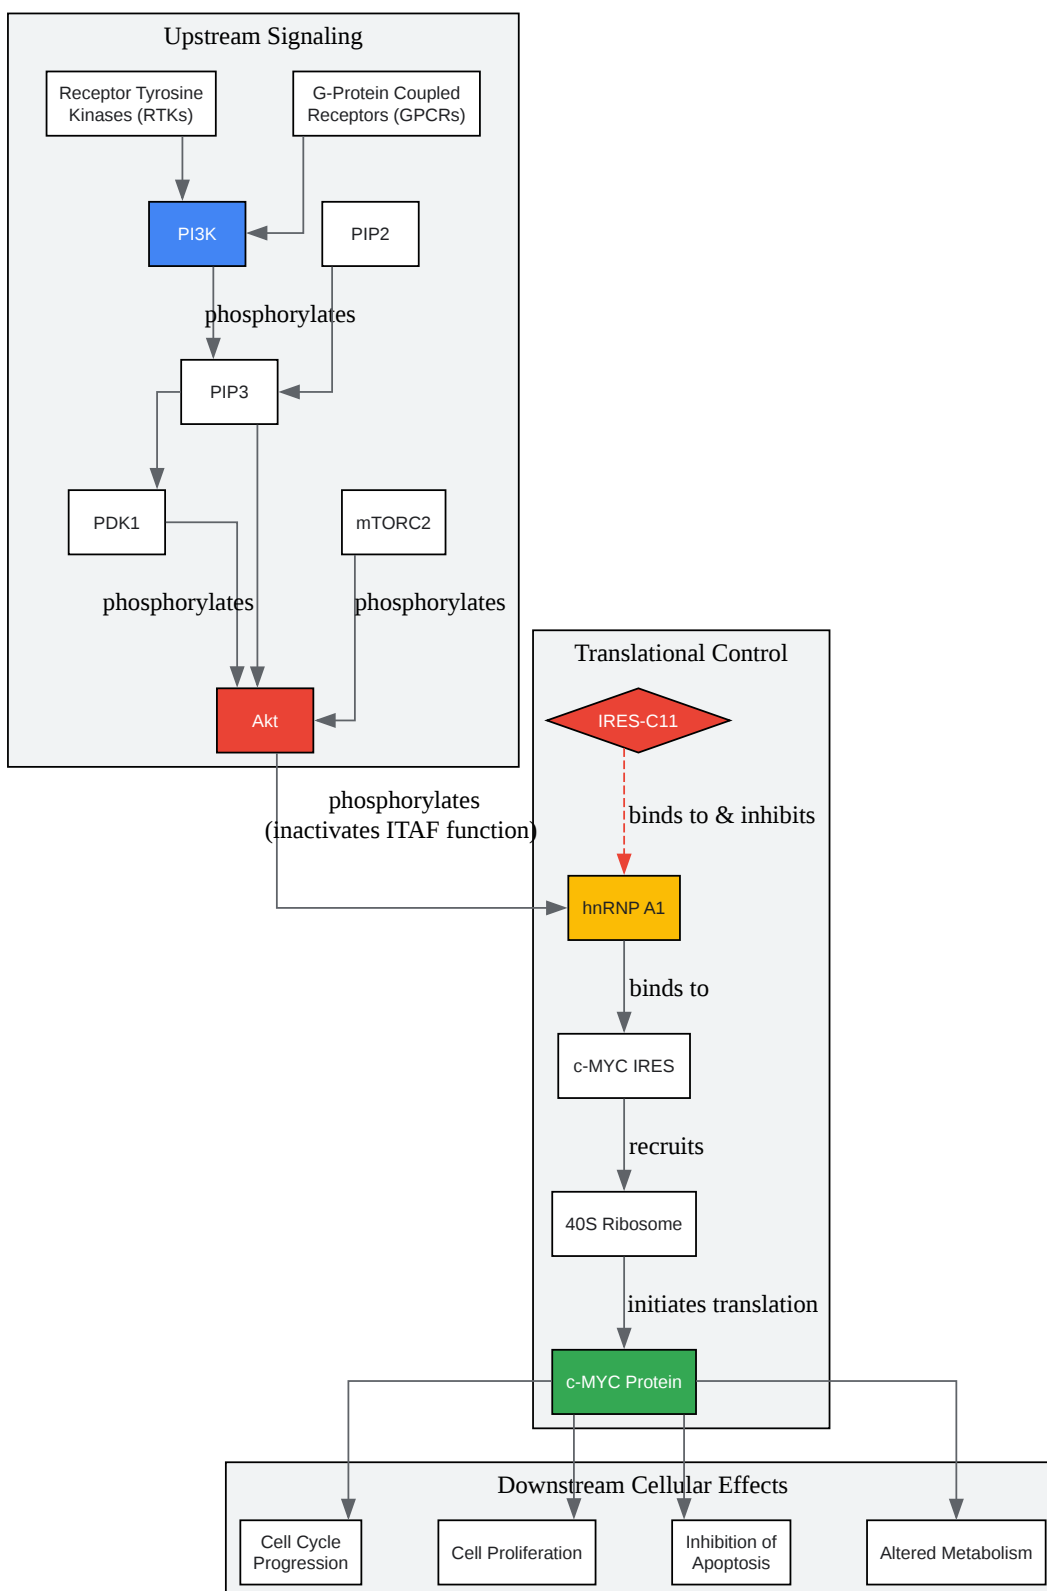 Upstream Signaling
Receptor Tyrosine
Kinases (RTKs)
G-Protein Coupled
Receptors (GPCRs)
PI3K
PIP2
phosphorylates
PIP3
PDK1
mTORC2
phosphorylates
phosphorylates
Akt
phosphorylates
(inactivates ITAF function)
Translational Control
IRES-C11
binds to & inhibits
hnRNP A1
binds to
c-MYC IRES
recruits
40S Ribosome
initiates translation
c-MYC Protein
Downstream Cellular Effects
Cell Cycle
Progression
Cell Proliferation
Inhibition of
Apoptosis
Altered Metabolism